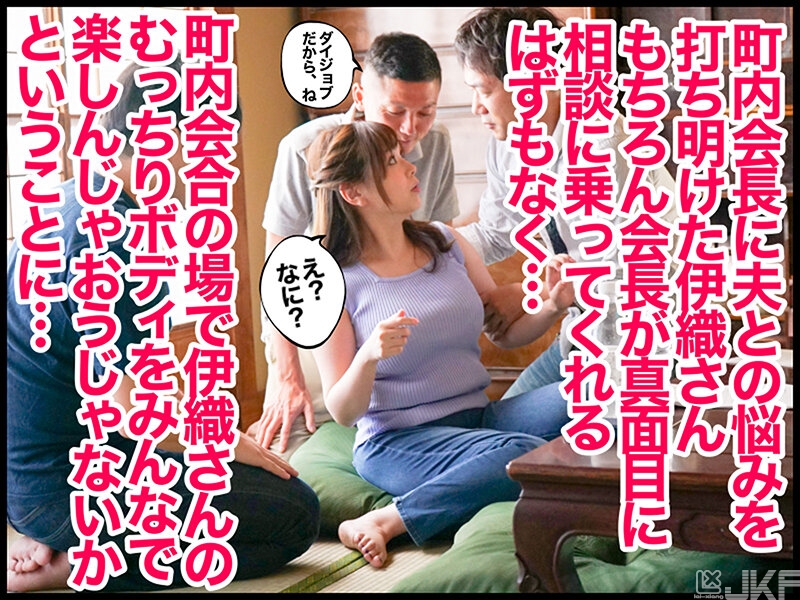 町内会長に夫との悩みを
打ち明けた伊織さん
もちろん会長が真面目に
相談に乗ってくれる
はずもなく…
ダイジョブ
だから、ね
え?
なに?
町内会合の場で伊織さんの
むっちりボディをみんなで
楽しんじゃおうじゃないか
ということに…
JKF